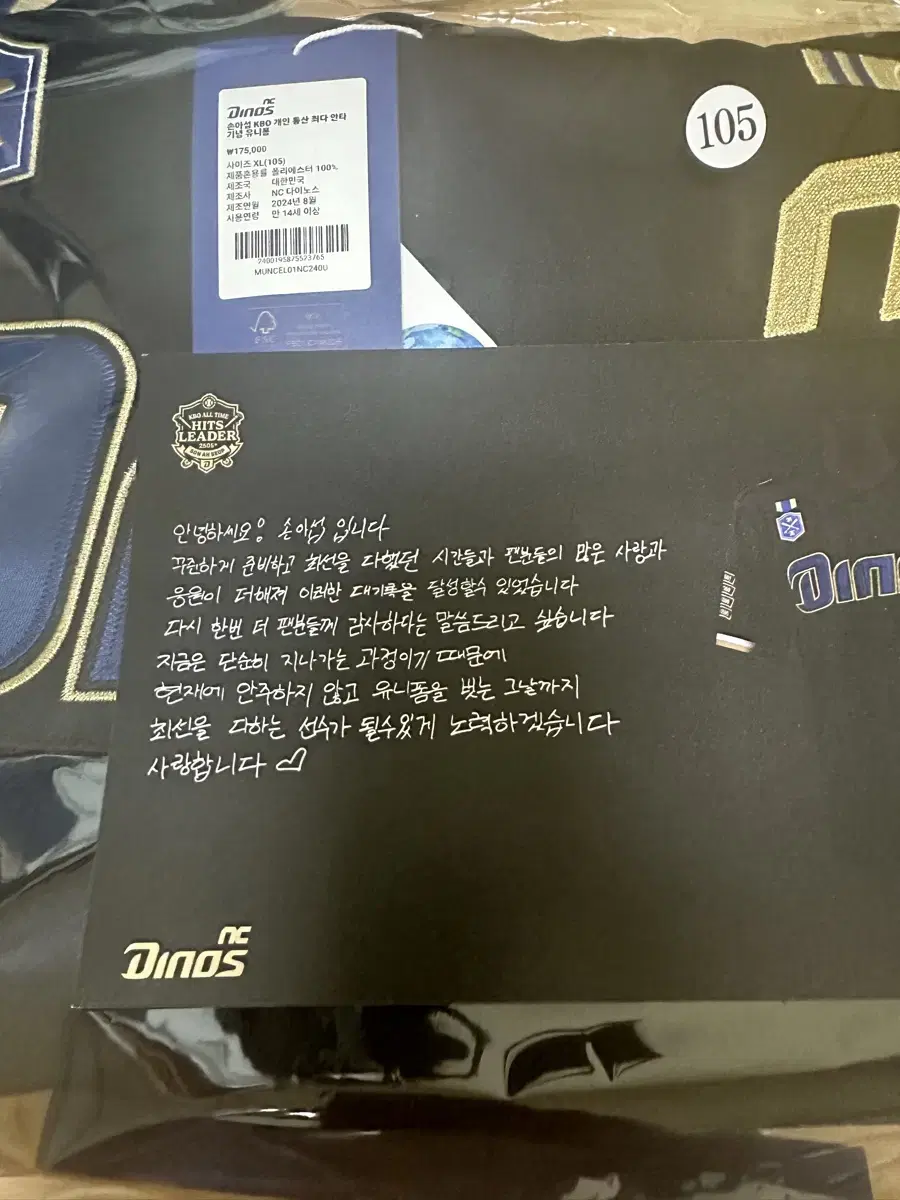 NC
DINOS
손아섭 KBO 개인 통산 최다 안타
기념 유니폼
₩175,000
사이즈 XL(105)
제품혼용률 폴리에스터 100%
제조국 대한민국
제조사 NC 다이노스
제조연월 2024년 8월
사용연령 만 14세 이상
2400195875523765
MUNCEL01NC240U
FSC
105
KBO ALL TIME
HITS
LEADER
2505*
SON AH SEOP
안녕하세요! 손아섭 입니다
꾸준하게 준비하고 최선을 다했던 시간들과 팬분들의 많은 사랑과
응원이 더해져 이러한 대기록을 달성할수 있었습니다
다시 한번 더 팬분들께 감사하다는 말씀드리고 싶습니다
지금은 단순히 지나가는 과정이기 때문에
현재에 안주하지 않고 유니폼을 벗는 그날까지
최선을 다하는 선수가 될수있게 노력하겠습니다
사랑합니다 ♡
DINO
NC
DINOS